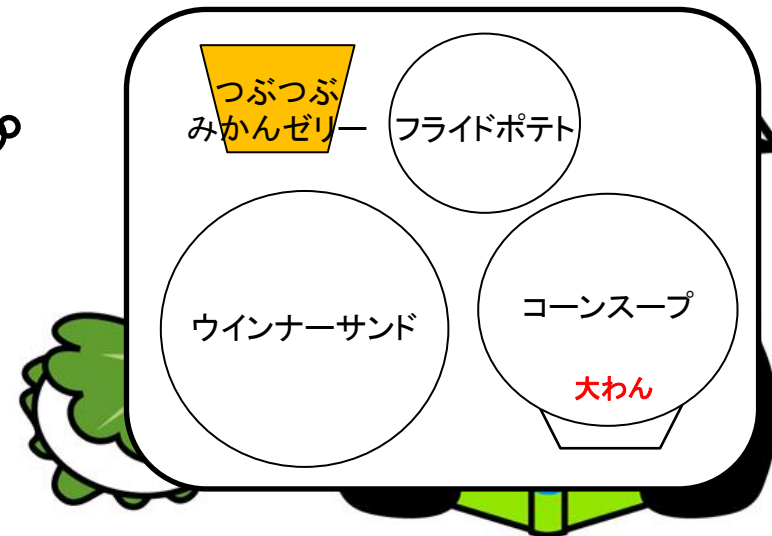 つぶつぶ
みかんゼリー
フライドポテト
ウインナーサンド
コーンスープ
大わん